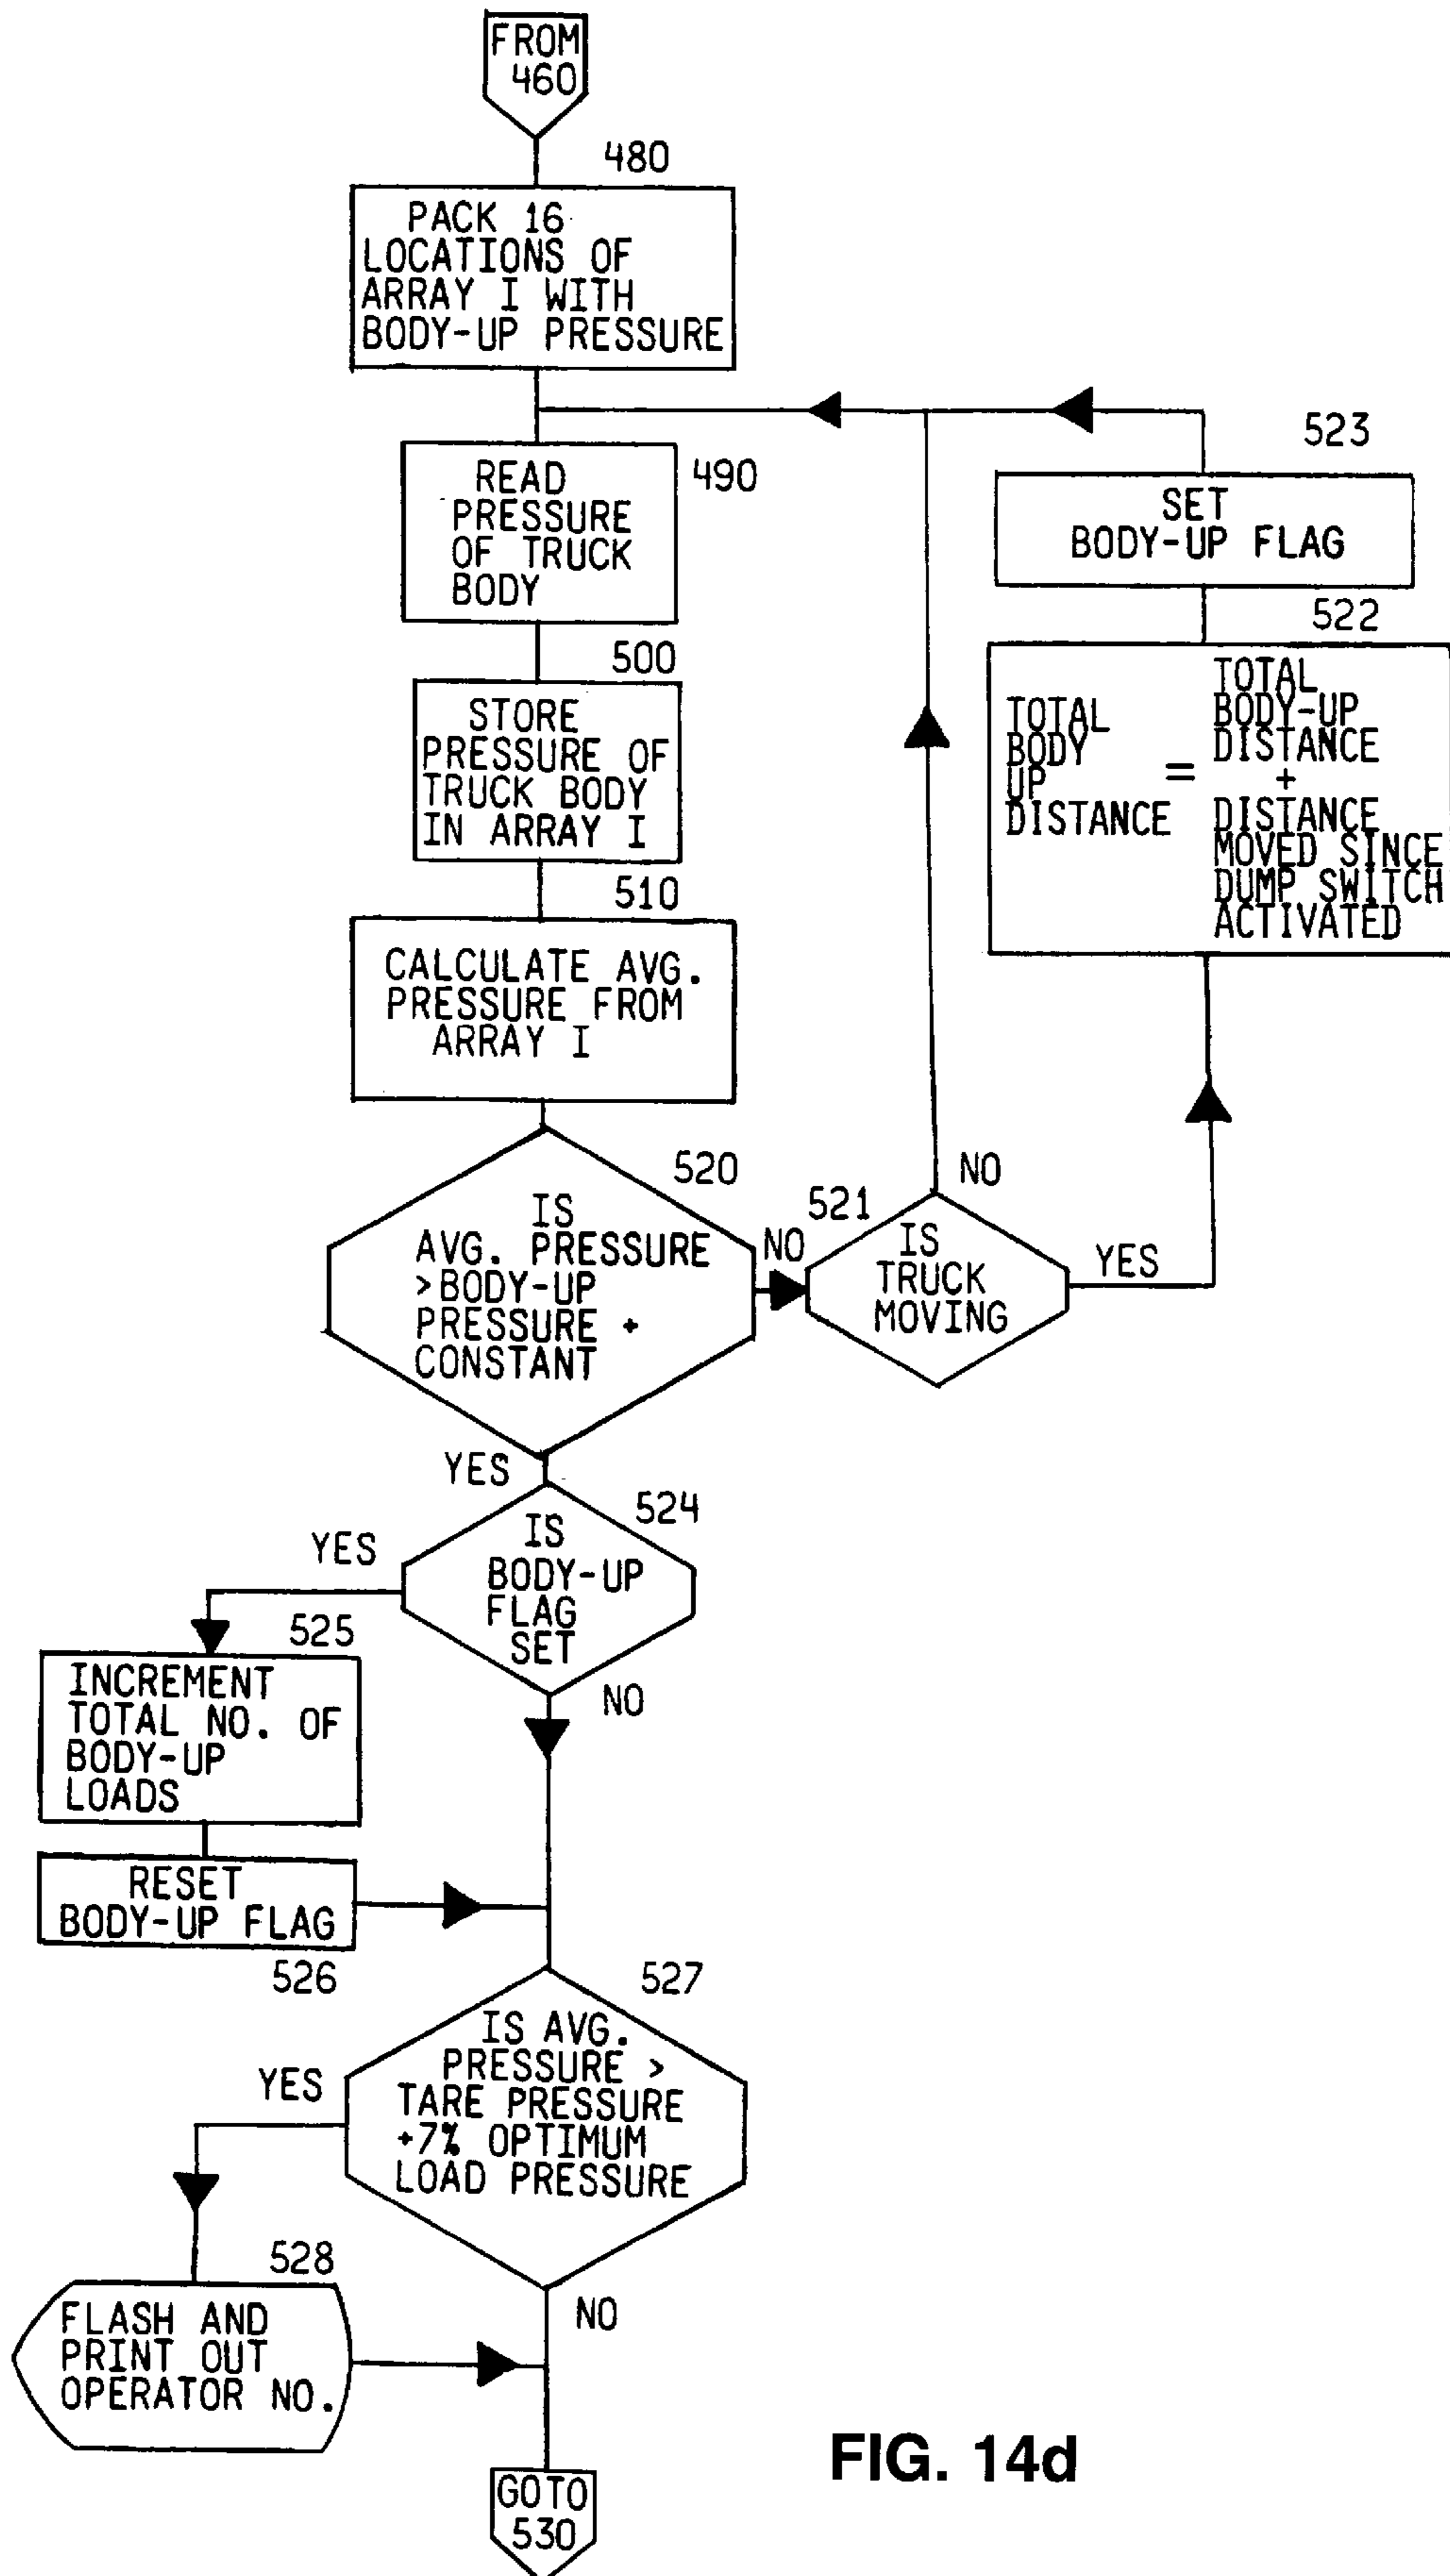 FROM
460
480
PACK 16
LOCATIONS OF
ARRAY I WITH
BODY-UP PRESSURE
READ
PRESSURE
OF TRUCK
BODY
490
500
STORE
PRESSURE OF
TRUCK BODY
IN ARRAY I
510
CALCULATE AVG.
PRESSURE FROM
ARRAY I
520
IS
AVG. PRESSURE
>BODY-UP
PRESSURE +
CONSTANT
NO
521
IS
TRUCK
MOVING
NO
YES
522
TOTAL
BODY
UP
DISTANCE
=
TOTAL
BODY-UP
DISTANCE
+
DISTANCE
MOVED SINCE
DUMP SWITCH
ACTIVATED
523
SET
BODY-UP FLAG
YES
524
IS
BODY-UP
FLAG
SET
YES
NO
525
INCREMENT
TOTAL NO. OF
BODY-UP
LOADS
RESET
BODY-UP FLAG
526
527
IS AVG.
PRESSURE >
TARE PRESSURE
+7% OPTIMUM
LOAD PRESSURE
YES
NO
528
FLASH AND
PRINT OUT
OPERATOR NO.
GOTO
530
FIG. 14d